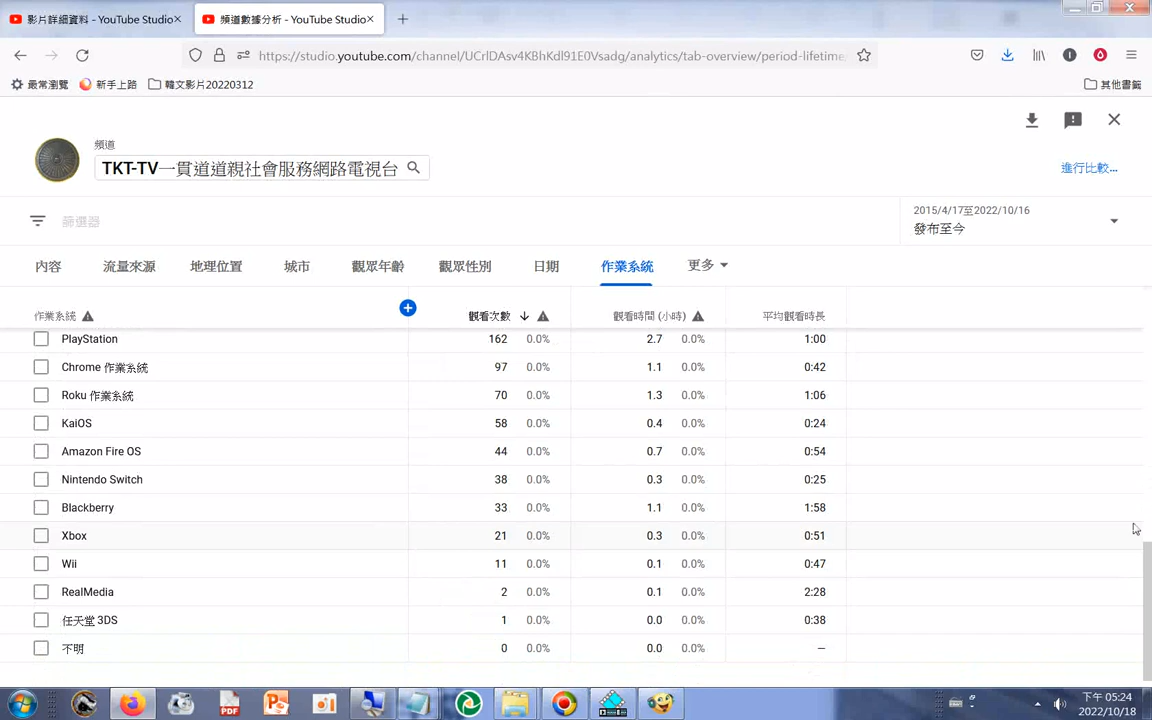 影片詳細資料 - YouTube Studio
頻道數據分析 - YouTube Studio
https://studio.youtube.com/channel/UCrlDAsv4KBhKdl91E0Vsadg/analytics/tab-overview/period-lifetime/
最常瀏覽 新手上路 韓文影片20220312 其他書籤
頻道
TKT-TV一貫道道親社會服務網路電視台
進行比較...
篩選器
2015/4/17至2022/10/16
發布至今
內容 流量來源 地理位置 城市 觀眾年齡 觀眾性別 日期 作業系統 更多
作業系統 觀看次數 觀看時間 (小時) 平均觀看時長
PlayStation 162 0.0% 2.7 0.0% 1:00
Chrome 作業系統 97 0.0% 1.1 0.0% 0:42
Roku 作業系統 70 0.0% 1.3 0.0% 1:06
KaiOS 58 0.0% 0.4 0.0% 0:24
Amazon Fire OS 44 0.0% 0.7 0.0% 0:54
Nintendo Switch 38 0.0% 0.3 0.0% 0:25
Blackberry 33 0.0% 1.1 0.0% 1:58
Xbox 21 0.0% 0.3 0.0% 0:51
Wii 11 0.0% 0.1 0.0% 0:47
RealMedia 2 0.0% 0.1 0.0% 2:28
任天堂 3DS 1 0.0% 0.0 0.0% 0:38
不明 0 0.0% 0.0 0.0% —
PDF
下午 05:24
2022/10/18